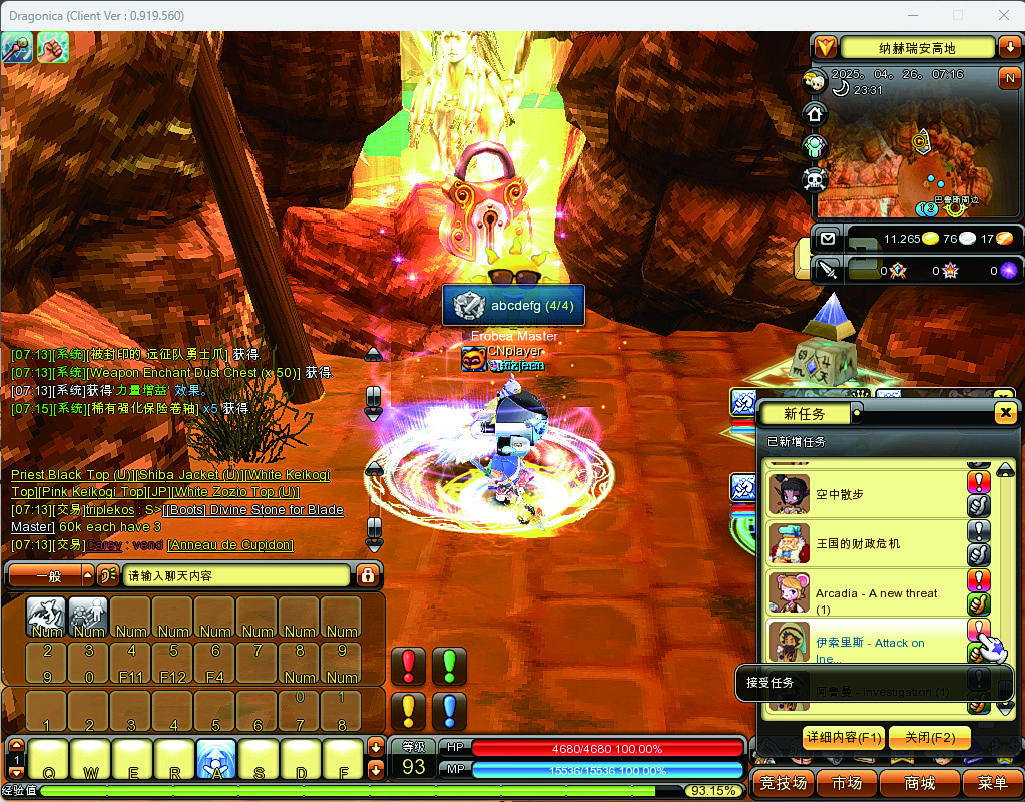 Dragonica (Client Ver : 0.919.560)
纳赫瑞安高地
2025。 04。 26。 07:16
N
23:31
G
巴鲁斯周边
1 2
11.265 76 17
0 0 0
abcdefg (4/4)
Erobea Master
CNplayer
[07:13][系统][被封印的 远征队勇士爪] 获得.
[07:13][系统][Weapon Enchant Dust Chest (x 50)] 获得.
[07:13][系统]获得'力量增益' 效果。
[07:15][系统][稀有强化保险卷轴] x5 获得.
Priest Black Top (U)][Shiba Jacket (U)][White Keikogi
Top][Pink Keikogi Top][JP][White Zozio Top (U)]
[07:13][交易]triplekos : S>[[Boots] Divine Stone for Blade
Master] 60k each have 3
[07:13][交易]Carey : vend [Anneau de Cupidon]
一般
请输入聊天内容
新任务
已新增任务
空中散步
王国的财政危机
Arcadia - A new threat
(1)
伊索里斯 - Attack on
Ine...
接受任务
阿鲁曼 - Investigation (1)
详细内容(F1) 关闭(F2)
Num Num Num Num Num Num Num Num
2 3 4 5 6 7 8 9
9 0 F11 F12 F4 Num Num
0 1
1 2 3 4 5 6 7 8
1
Q W E R A S D F
等级
93
HP 4680/4680 100.00%
MP 15536/15536 100.00%
经验值 93.15%
竞技场 市场 商城 菜单